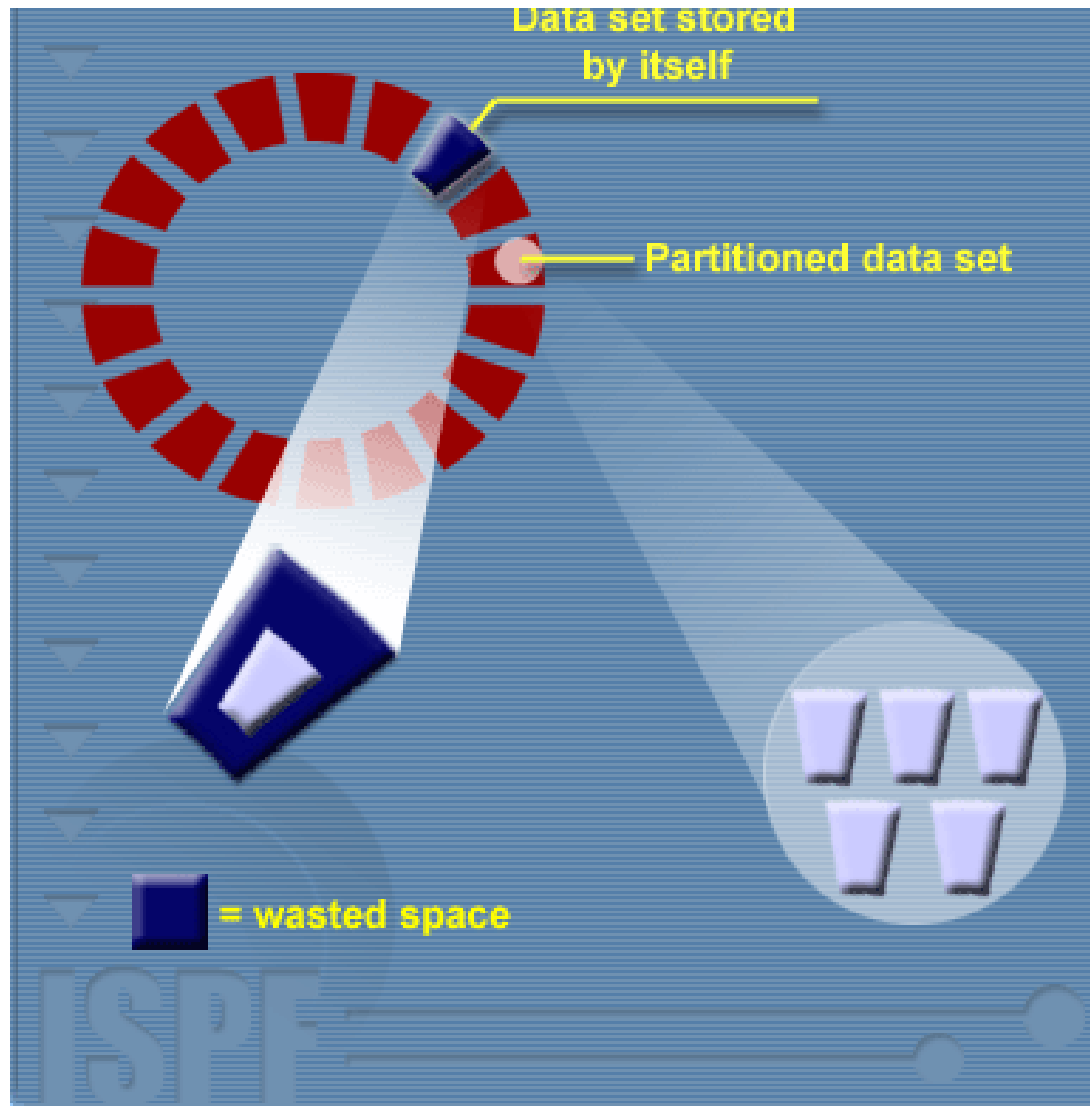 Data set stored
by itself
Partitioned data set
= wasted space
ISPF